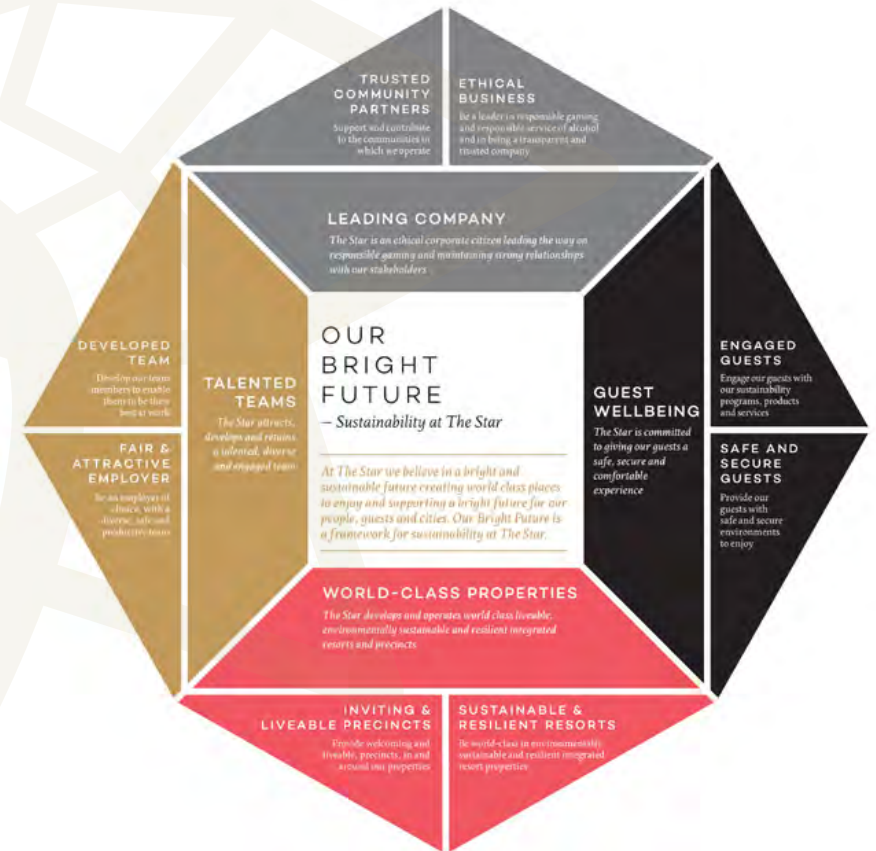 TRUSTED
COMMUNITY
PARTNERS
Support and contribute
to the communities in
which we operate
ETHICAL
BUSINESS
Be a leader in responsible gaming
and responsible service of alcohol
and in being a transparent and
trusted company
LEADING COMPANY
The Star is an ethical corporate citizen leading the way on
responsible gaming and maintaining strong relationships
with our stakeholders
DEVELOPED
TEAM
Develop our team
members to enable
them to be their
best at work
FAIR &
ATTRACTIVE
EMPLOYER
Be an employer of
choice, with a
diverse, safe and
productive team
TALENTED
TEAMS
The Star attracts,
develops and retains
a talented, diverse
and engaged team
OUR
BRIGHT
FUTURE
– Sustainability at The Star
At The Star we believe in a bright and
sustainable future creating world class places
to enjoy and supporting a bright future for our
people, guests and cities. Our Bright Future is
a framework for sustainability at The Star.
GUEST
WELLBEING
The Star is committed
to giving our guests a
safe, secure and
comfortable
experience
ENGAGED
GUESTS
Engage our guests with
our sustainability
programs, products
and services
SAFE AND
SECURE
GUESTS
Provide our
guests with
safe and secure
environments
to enjoy
WORLD-CLASS PROPERTIES
The Star develops and operates world class liveable,
environmentally sustainable and resilient integrated
resorts and precincts
INVITING &
LIVEABLE PRECINCTS
Provide welcoming and
liveable, precincts, in and
around our properties
SUSTAINABLE &
RESILIENT RESORTS
Be world-class in environmentally
sustainable and resilient integrated
resort properties